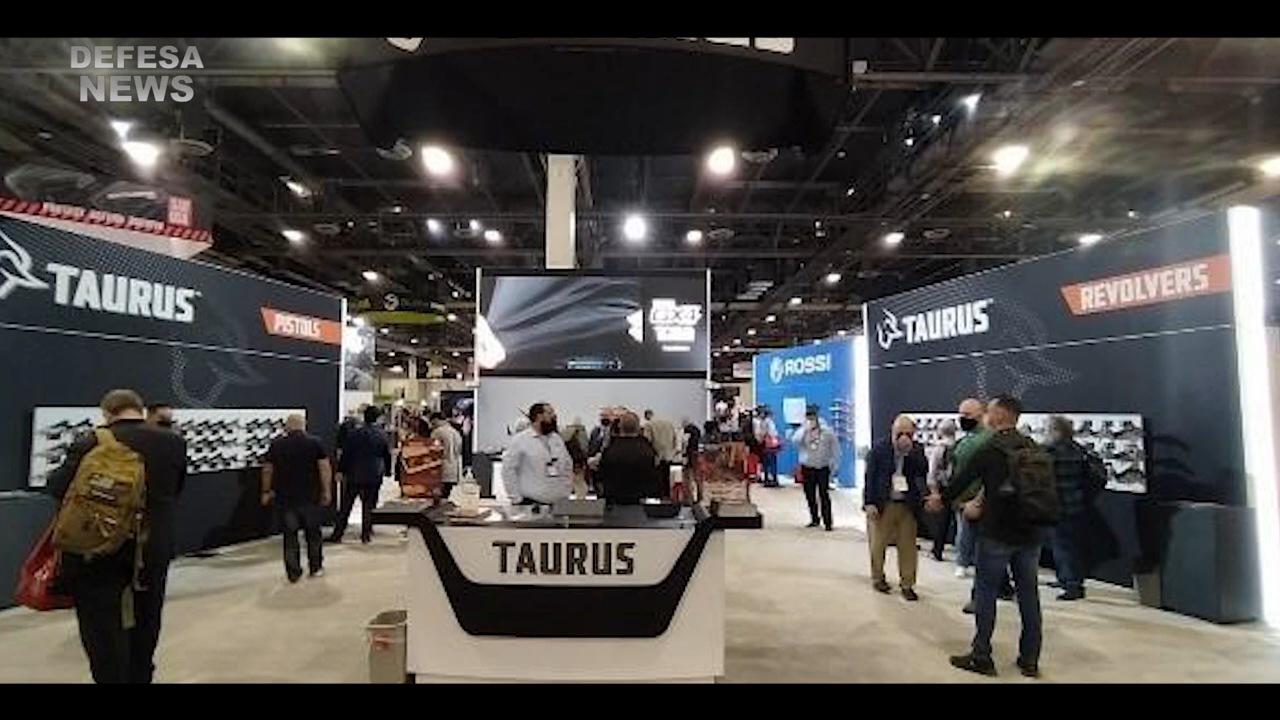 DEFESA
NEWS
TAURUS
PISTOLS
ROSSI
TAURUS
REVOLVERS
TAURUS